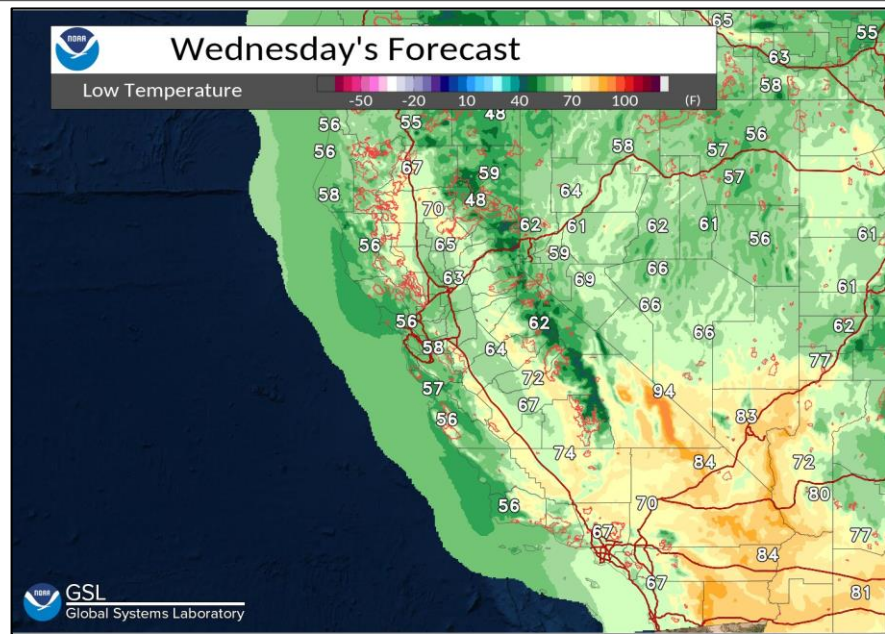 NOAA
Wednesday's Forecast
Low Temperature
-50 -20 10 40 70 100 (F)
65
55
63
58
56 55 48
56 58 57 56
67 59 57
58 70 48 64
62 61 62 61
56 65 59 56 61
63 69 66
66 61
56 62 66 62
58 64 77
57 72 94
56 67 83
74 84 72
56 70 80
67 84 77
67 81
NOAA
GSL
Global Systems Laboratory